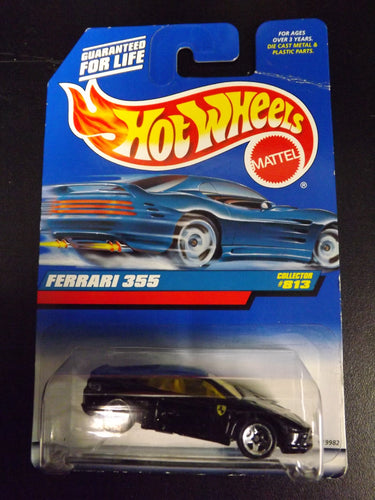 GUARANTEED
FOR LIFE
FOR AGES
OVER 3 YEARS.
DIE CAST METAL &
PLASTIC PARTS.
HOT WHEELS
MATTEL
®
FERRARI 355
COLLECTOR
#813